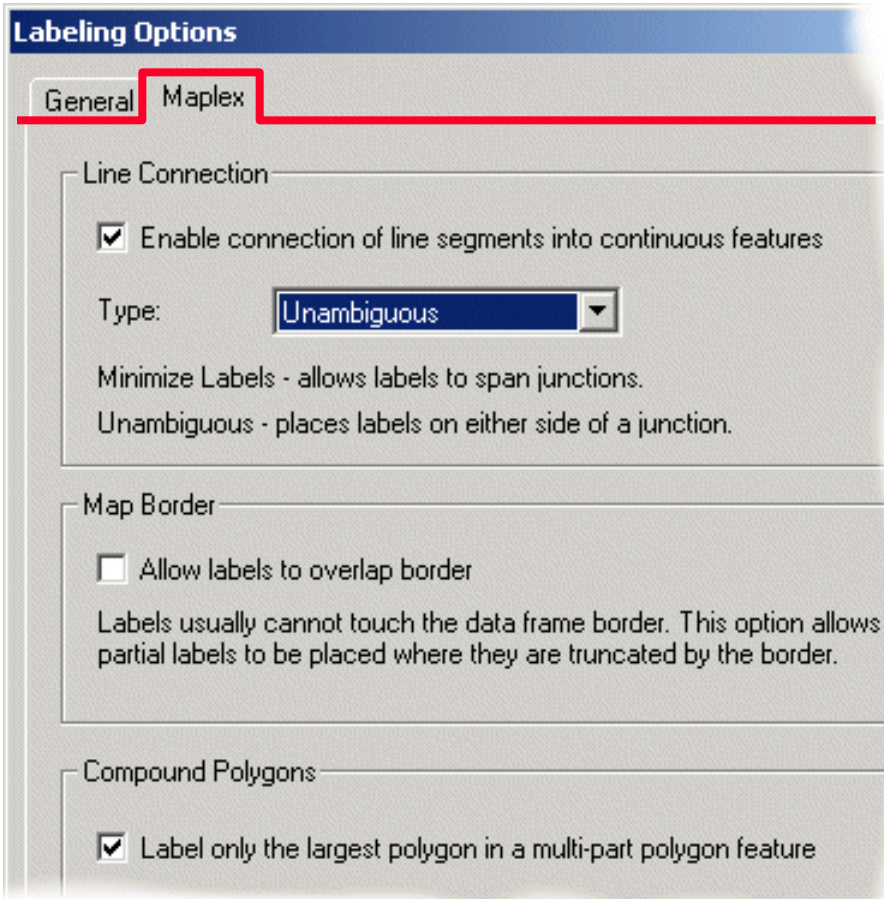 Labeling Options
General Maplex
Line Connection
Enable connection of line segments into continuous features
Type: Unambiguous
Minimize Labels - allows labels to span junctions.
Unambiguous - places labels on either side of a junction.
Map Border
Allow labels to overlap border
Labels usually cannot touch the data frame border. This option allows
partial labels to be placed where they are truncated by the border.
Compound Polygons
Label only the largest polygon in a multi-part polygon feature